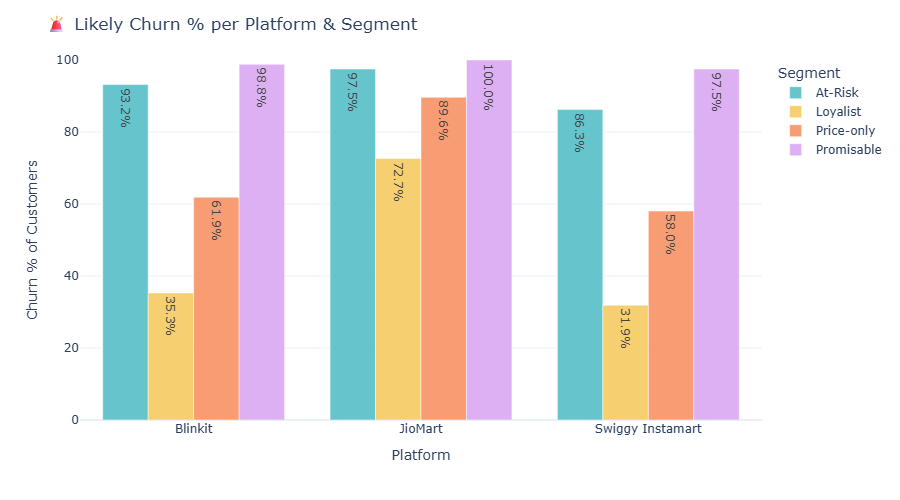 🚨 Likely Churn % per Platform & Segment
Churn % of Customers
100
80
60
40
20
0
93.2%
35.3%
61.9%
98.8%
97.5%
72.7%
89.6%
100.0%
86.3%
31.9%
58.0%
97.5%
Blinkit
JioMart
Swiggy Instamart
Platform
Segment
At-Risk
Loyalist
Price-only
Promisable